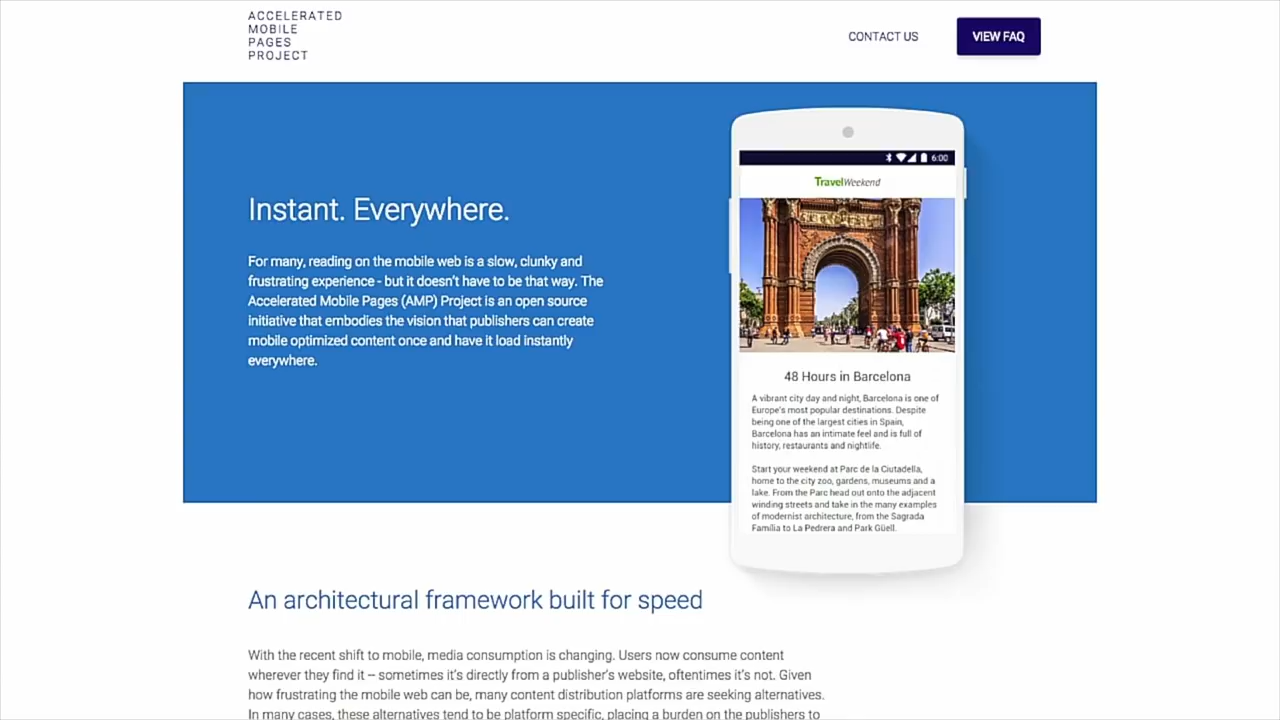 ACCELERATED
MOBILE
PAGES
PROJECT
CONTACT US
VIEW FAQ
Instant. Everywhere.
For many, reading on the mobile web is a slow, clunky and
frustrating experience - but it doesn't have to be that way. The
Accelerated Mobile Pages (AMP) Project is an open source
initiative that embodies the vision that publishers can create
mobile optimized content once and have it load instantly
everywhere.
6:00
TravelWeekend
48 Hours in Barcelona
A vibrant city day and night, Barcelona is one of
Europe's most popular destinations. Despite
being one of the largest cities in Spain,
Barcelona has an intimate feel and is full of
history, restaurants and nightlife.
Start your weekend at Parc de la Ciutadella,
home to the city zoo, gardens, museums and a
lake. From the Parc head out onto the adjacent
winding streets and take in the many examples
of modernist architecture, from the Sagrada
Família to La Pedrera and Park Güell.
An architectural framework built for speed
With the recent shift to mobile, media consumption is changing. Users now consume content
wherever they find it – sometimes it's directly from a publisher's website, oftentimes it's not. Given
how frustrating the mobile web can be, many content distribution platforms are seeking alternatives.
In many cases, these alternatives tend to be platform specific, placing a burden on the publishers to